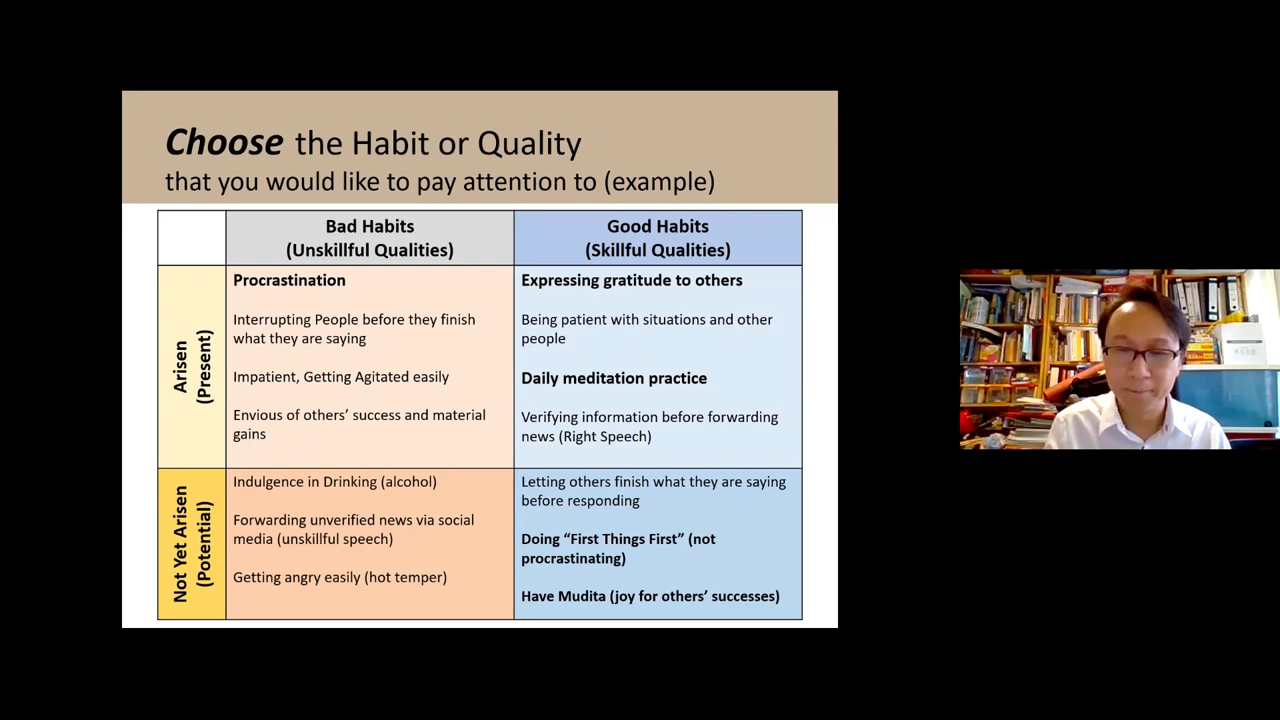 Choose the Habit or Quality
that you would like to pay attention to (example)
Bad Habits
(Unskillful Qualities)
Good Habits
(Skillful Qualities)
Arisen
(Present)
Procrastination
Interrupting People before they finish
what they are saying
Impatient, Getting Agitated easily
Envious of others’ success and material
gains
Expressing gratitude to others
Being patient with situations and other
people
Daily meditation practice
Verifying information before forwarding
news (Right Speech)
Not Yet Arisen
(Potential)
Indulgence in Drinking (alcohol)
Forwarding unverified news via social
media (unskillful speech)
Getting angry easily (hot temper)
Letting others finish what they are saying
before responding
Doing “First Things First” (not
procrastinating)
Have Mudita (joy for others’ successes)